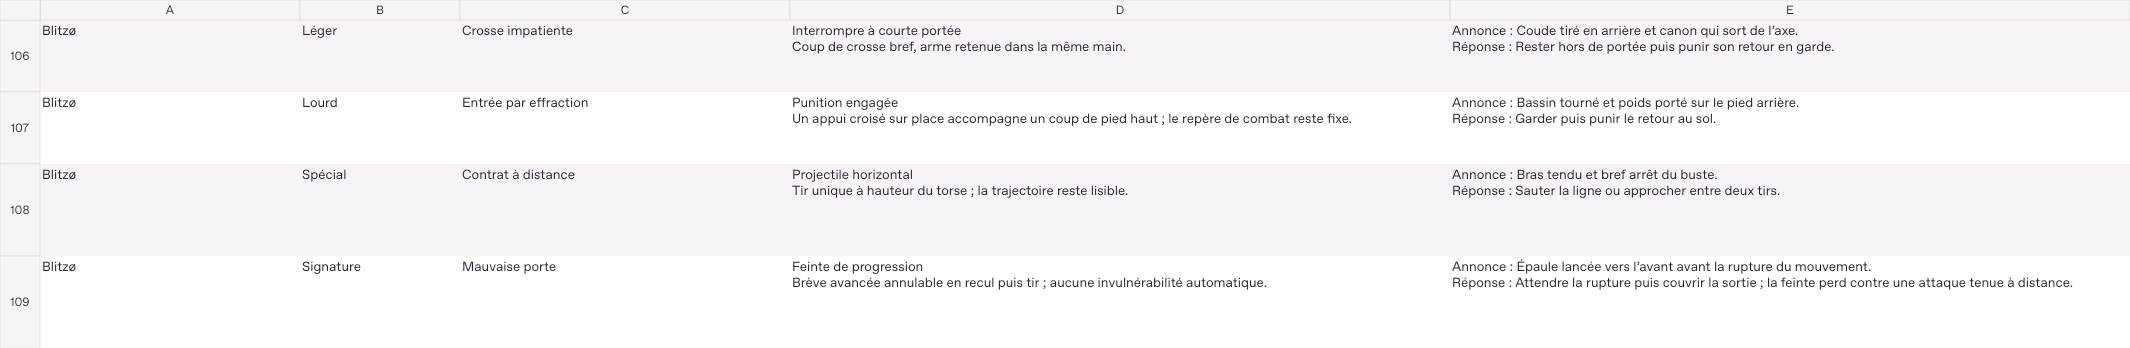 A B C D E
106 Blitzø Léger Crosse impatiente Interrompre à courte portée Annonce : Coude tiré en arrière et canon qui sort de l’axe.
Coup de crosse bref, arme retenue dans la même main. Réponse : Rester hors de portée puis punir son retour en garde.
107 Blitzø Lourd Entrée par effraction Punition engagée Annonce : Bassin tourné et poids porté sur le pied arrière.
Un appui croisé sur place accompagne un coup de pied haut ; le repère de combat reste fixe. Réponse : Garder puis punir le retour au sol.
108 Blitzø Spécial Contrat à distance Projectile horizontal Annonce : Bras tendu et bref arrêt du buste.
Tir unique à hauteur du torse ; la trajectoire reste lisible. Réponse : Sauter la ligne ou approcher entre deux tirs.
109 Blitzø Signature Mauvaise porte Feinte de progression Annonce : Épaule lancée vers l’avant avant la rupture du mouvement.
Brève avancée annulable en recul puis tir ; aucune invulnérabilité automatique. Réponse : Attendre la rupture puis couvrir la sortie ; la feinte perd contre une attaque tenue à distance.